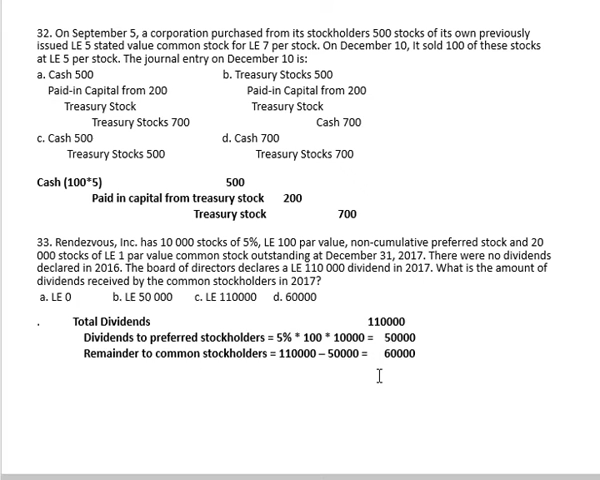 32. On September 5, a corporation purchased from its stockholders 500 stocks of its own previously
issued LE 5 stated value common stock for LE 7 per stock. On December 10, It sold 100 of these stocks
at LE 5 per stock. The journal entry on December 10 is:
a. Cash 500 b. Treasury Stocks 500
Paid-in Capital from 200 Paid-in Capital from 200
Treasury Stock Treasury Stock
Treasury Stocks 700 Cash 700
c. Cash 500 d. Cash 700
Treasury Stocks 500 Treasury Stocks 700
Cash (100*5) 500
Paid in capital from treasury stock 200
Treasury stock 700
33. Rendezvous, Inc. has 10 000 stocks of 5%, LE 100 par value, non-cumulative preferred stock and 20
000 stocks of LE 1 par value common stock outstanding at December 31, 2017. There were no dividends
declared in 2016. The board of directors declares a LE 110 000 dividend in 2017. What is the amount of
dividends received by the common stockholders in 2017?
a. LE 0 b. LE 50 000 c. LE 110000 d. 60000
. Total Dividends 110000
Dividends to preferred stockholders = 5% * 100 * 10000 = 50000
Remainder to common stockholders = 110000 – 50000 = 60000